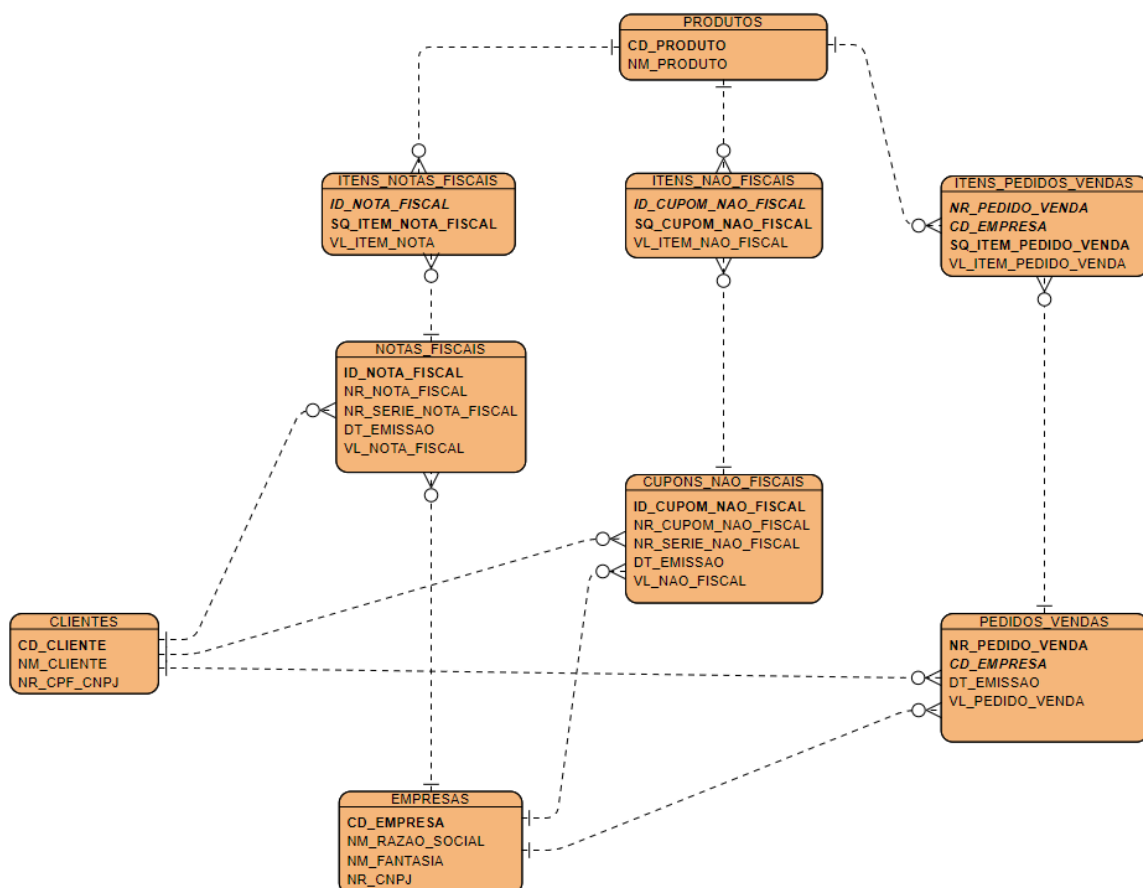 PRODUTOS
CD_PRODUTO
NM_PRODUTO
ITENS_NOTAS_FISCAIS
ID_NOTA_FISCAL
SQ_ITEM_NOTA_FISCAL
VL_ITEM_NOTA
ITENS_NAO_FISCAIS
ID_CUPOM_NAO_FISCAL
SQ_CUPOM_NAO_FISCAL
VL_ITEM_NAO_FISCAL
ITENS_PEDIDOS_VENDAS
NR_PEDIDO_VENDA
CD_EMPRESA
SQ_ITEM_PEDIDO_VENDA
VL_ITEM_PEDIDO_VENDA
NOTAS_FISCAIS
ID_NOTA_FISCAL
NR_NOTA_FISCAL
NR_SERIE_NOTA_FISCAL
DT_EMISSAO
VL_NOTA_FISCAL
CUPONS_NAO_FISCAIS
ID_CUPOM_NAO_FISCAL
NR_CUPOM_NAO_FISCAL
NR_SERIE_NAO_FISCAL
DT_EMISSAO
VL_NAO_FISCAL
CLIENTES
CD_CLIENTE
NM_CLIENTE
NR_CPF_CNPJ
PEDIDOS_VENDAS
NR_PEDIDO_VENDA
CD_EMPRESA
DT_EMISSAO
VL_PEDIDO_VENDA
EMPRESAS
CD_EMPRESA
NM_RAZAO_SOCIAL
NM_FANTASIA
NR_CNPJ